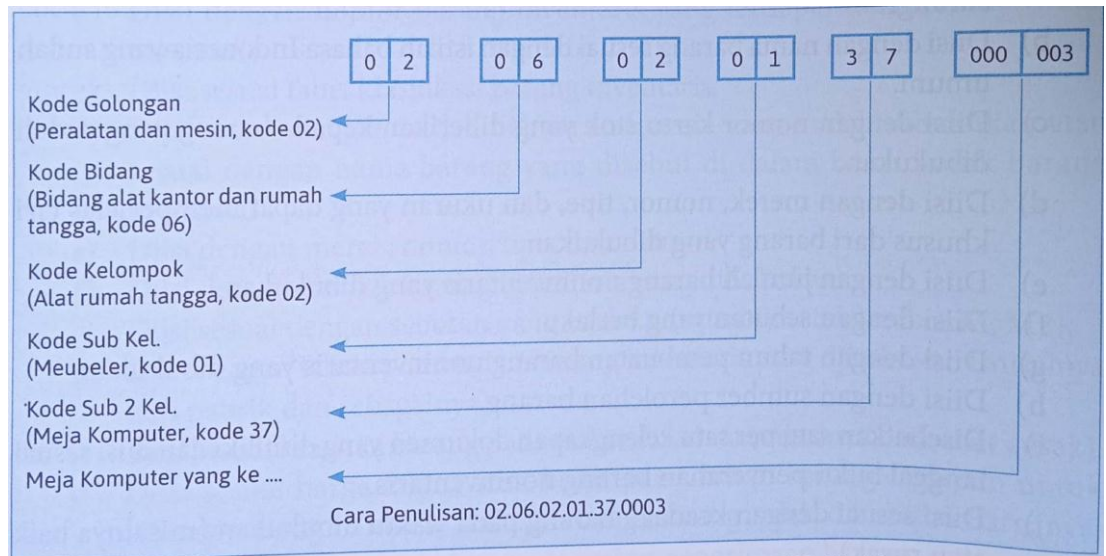 0 2 0 6 0 2 0 1 3 7 000 003
Kode Golongan
(Peralatan dan mesin, kode 02)
Kode Bidang
(Bidang alat kantor dan rumah
tangga, kode 06)
Kode Kelompok
(Alat rumah tangga, kode 02)
Kode Sub Kel.
(Meubeler, kode 01)
Kode Sub 2 Kel.
(Meja Komputer, kode 37)
Meja Komputer yang ke ....
Cara Penulisan: 02.06.02.01.37.0003